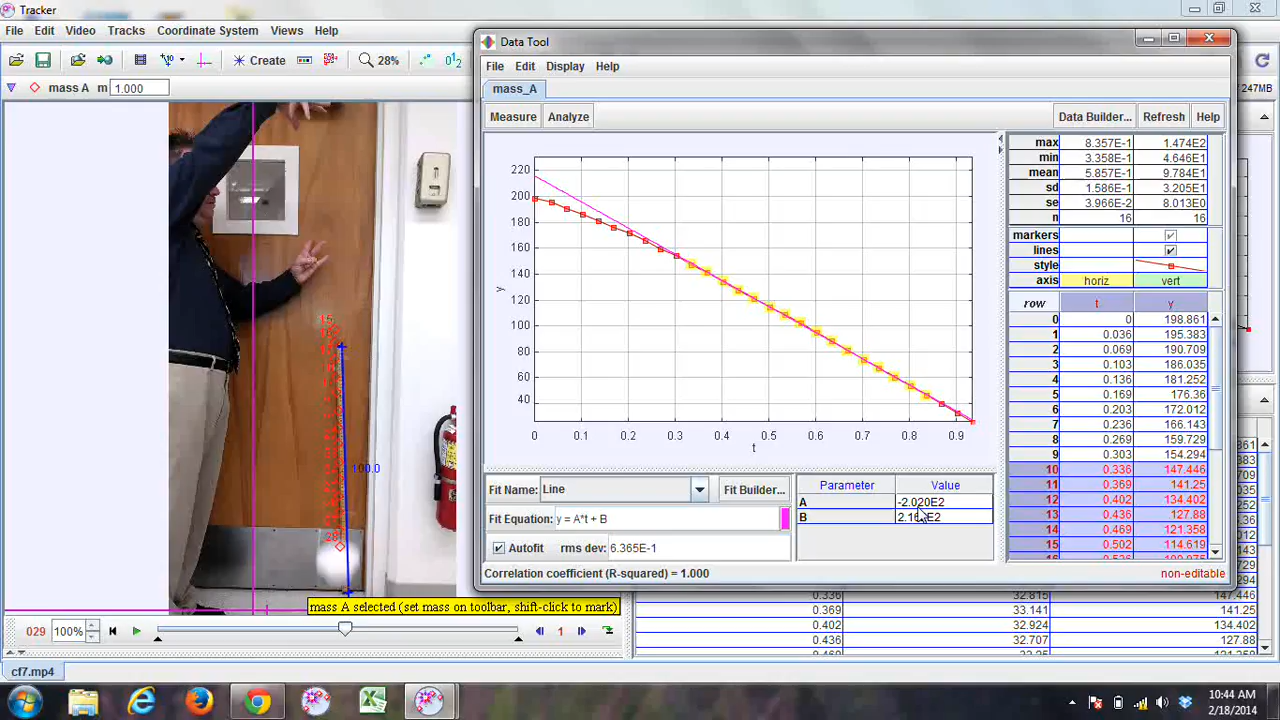 Tracker
File Edit Video Tracks Coordinate System Views Help
Create 28%
mass A m 1.000
247MB
Data Tool
File Edit Display Help
mass_A
Measure Analyze Data Builder... Refresh Help
220
200
180
160
140
120
100
80
60
40
y
0 0.1 0.2 0.3 0.4 0.5 0.6 0.7 0.8 0.9
t
max 8.357E-1 1.474E2
min 3.358E-1 4.646E1
mean 5.857E-1 9.784E1
sd 1.586E-1 3.205E1
se 3.966E-2 8.013E0
n 16 16
markers
lines
style
axis horiz vert
row t y
0 0 198.861
1 0.036 195.383
2 0.069 190.709
3 0.103 186.035
4 0.136 181.252
5 0.169 176.36
6 0.203 172.012
7 0.236 166.143
8 0.269 159.729
9 0.303 154.294
10 0.336 147.446
11 0.369 141.25
12 0.402 134.402
13 0.436 127.88
14 0.469 121.358
15 0.502 114.619
Fit Name: Line Fit Builder...
Fit Equation: y = A*t + B
Autofit rms dev: 6.365E-1
Parameter Value
A -2.020E2
B
Correlation coefficient (R-squared) = 1.000
non-editable
100.0
mass A selected (set mass on toolbar, shift-click to mark)
0.336 32.815 147.446
0.369 33.141 141.25
0.402 32.924 134.402
0.436 32.707 127.88
029 100% 1
cf7.mp4
10:44 AM
2/18/2014